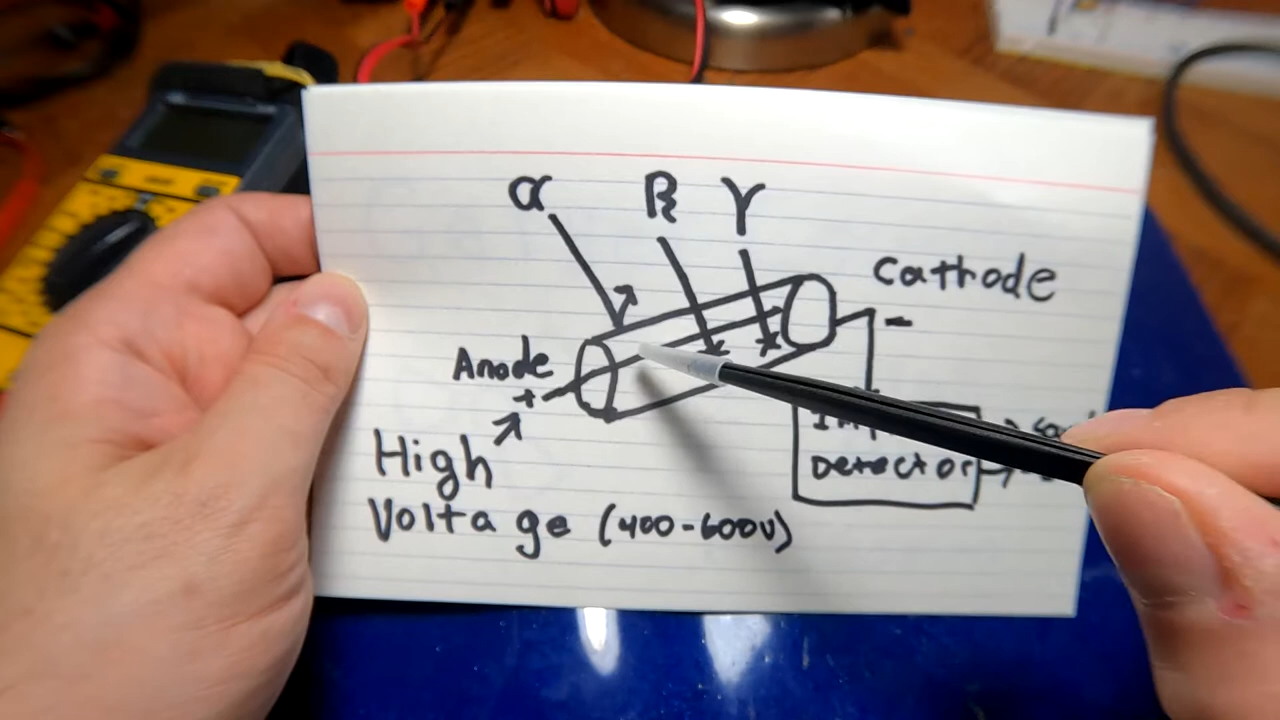 α β γ
Cathode
-
Anode
+
High
Voltage (400-600V)
Detector